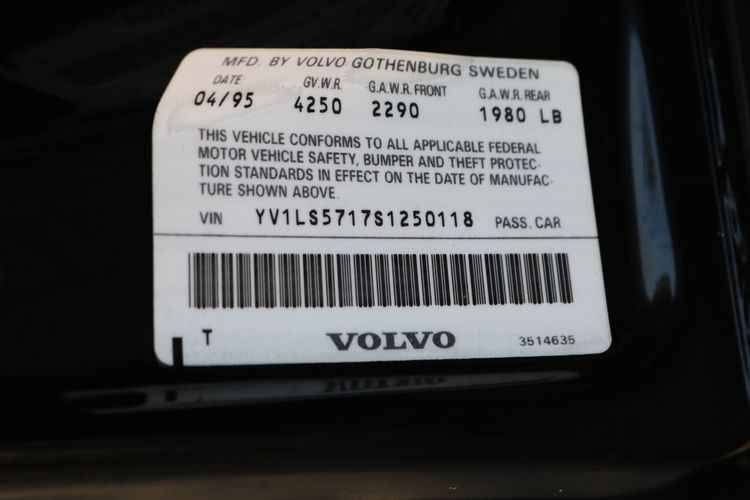 MFD. BY VOLVO GOTHENBURG SWEDEN
DATE GV.W.R. G.A.W.R. FRONT G.A.W.R. REAR
04/95 4250 2290 1980 LB
THIS VEHICLE CONFORMS TO ALL APPLICABLE FEDERAL
MOTOR VEHICLE SAFETY, BUMPER AND THEFT PROTEC-
TION STANDARDS IN EFFECT ON THE DATE OF MANUFAC-
TURE SHOWN ABOVE.
VIN YV1LS5717S1250118 PASS. CAR
T VOLVO 3514635